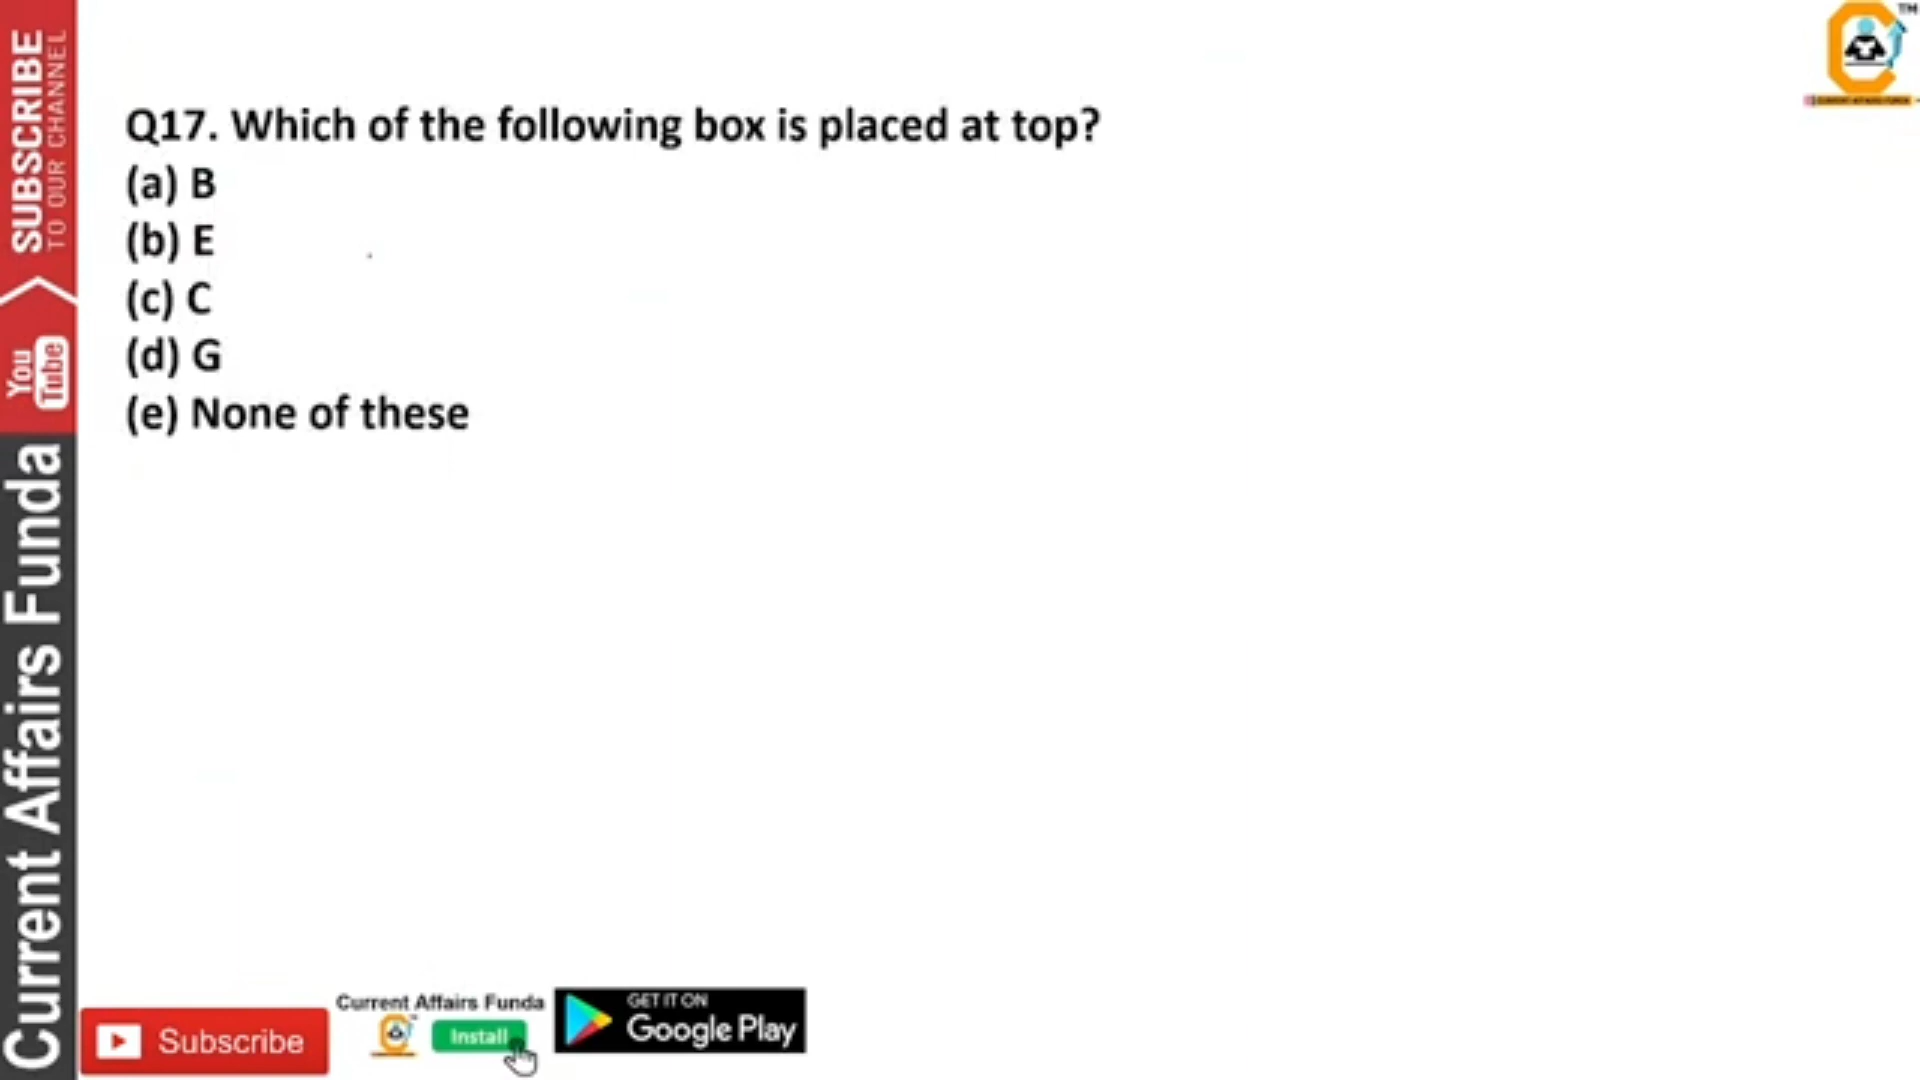 Q17. Which of the following box is placed at top?
(a) B
(b) E
(c) C
(d) G
(e) None of these
SUBSCRIBE
TO OUR CHANNEL
You
Tube
Current Affairs Funda
TM
Subscribe
Current Affairs Funda
Install
GET IT ON
Google Play